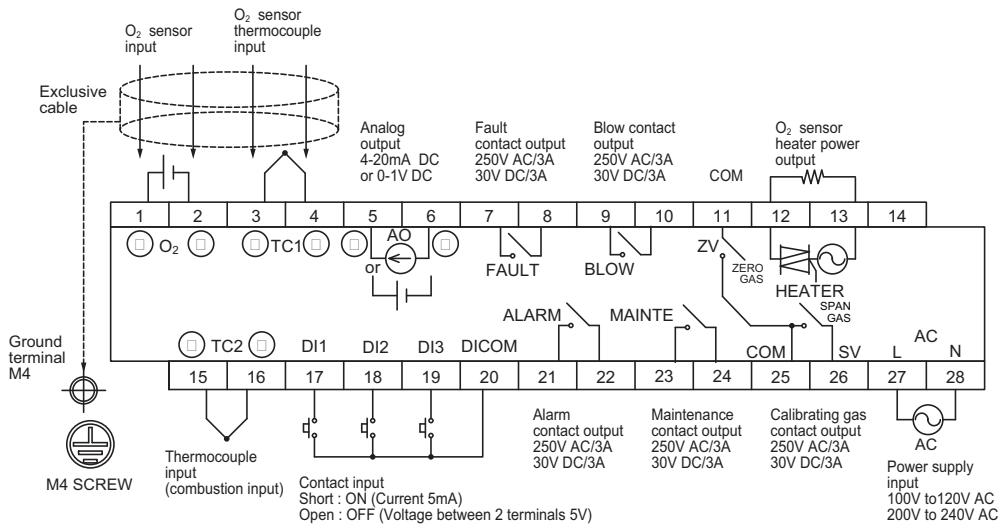 O₂ sensor
input
O₂ sensor
thermocouple
input
Exclusive
cable
Analog
output
4-20mA DC
or 0-1V DC
Fault
contact output
250V AC/3A
30V DC/3A
Blow contact
output
250V AC/3A
30V DC/3A
COM
O₂ sensor
heater power
output
1 2 3 4 5 6 7 8 9 10 11 12 13 14
O₂
TC1
AO
or
FAULT
BLOW
ZV
ZERO
GAS
HEATER
SPAN
GAS
ALARM
MAINTE
Ground
terminal
M4
TC2
DI1
DI2
DI3
DICOM
COM
SV
L
AC
N
15 16 17 18 19 20 21 22 23 24 25 26 27 28
M4 SCREW
Thermocouple
input
(combustion input)
Contact input
Short : ON (Current 5mA)
Open : OFF (Voltage between 2 terminals 5V)
Alarm
contact output
250V AC/3A
30V DC/3A
Maintenance
contact output
250V AC/3A
30V DC/3A
Calibrating gas
contact output
250V AC/3A
30V DC/3A
AC
Power supply
input
100V to120V AC
200V to 240V AC